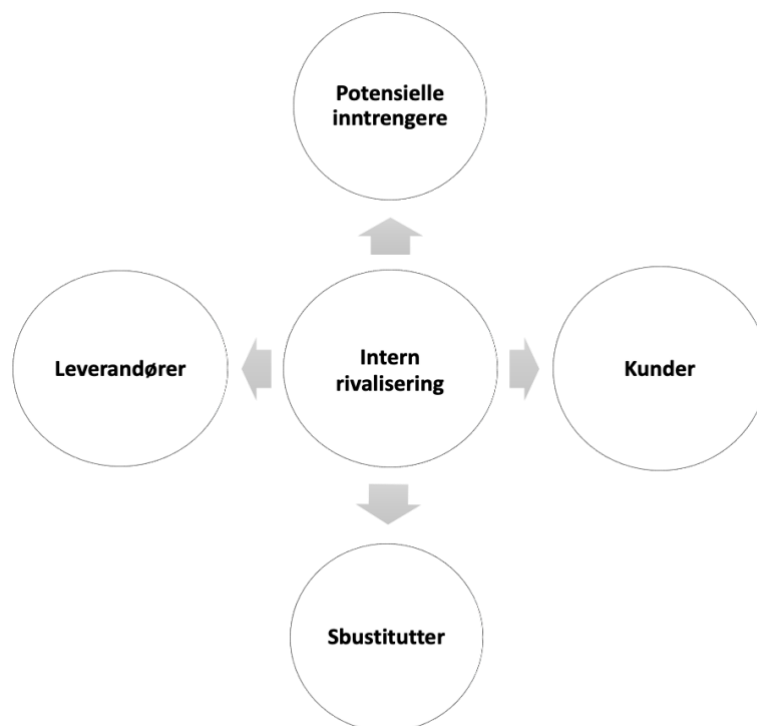 Potensielle
inntrengere
Leverandører
Intern
rivalisering
Kunder
Sbustitutter